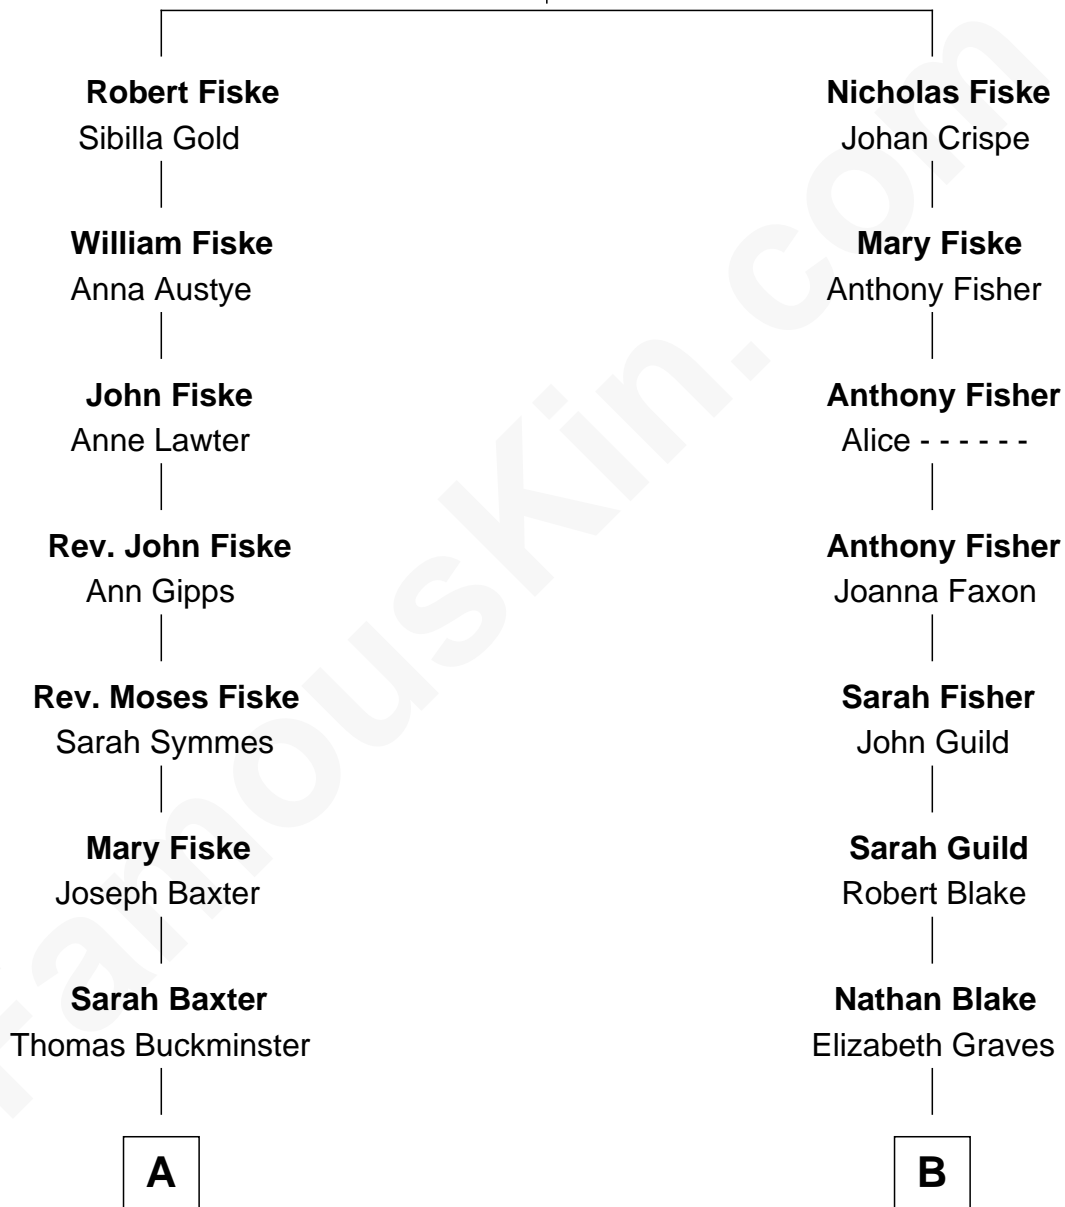 Robert Fiske
Sibilla Gold
William Fiske
Anna Austye
John Fiske
Anne Lawter
Rev. John Fiske
Ann Gipps
Rev. Moses Fiske
Sarah Symmes
Mary Fiske
Joseph Baxter
Sarah Baxter
Thomas Buckminster
A
Nicholas Fiske
Johan Crispe
Mary Fiske
Anthony Fisher
Anthony Fisher
Alice - - - - - -
Anthony Fisher
Joanna Faxon
Sarah Fisher
John Guild
Sarah Guild
Robert Blake
Nathan Blake
Elizabeth Graves
B
FamousKin.com